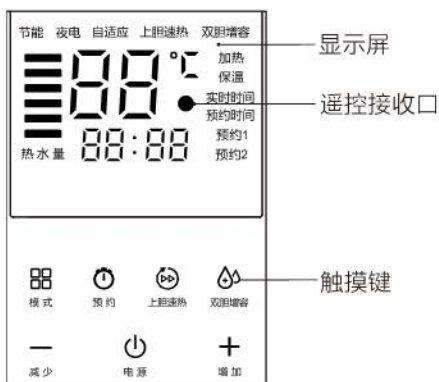 节能 夜电 自适应 上胆速热 双胆增容
显示屏
88℃
加热
保温
实时时间
遥控接收口
预约时间
预约1
热水量 88:88 预约2
模式 预约 上胆速热 双胆增容
触摸键
减少 电源 增加